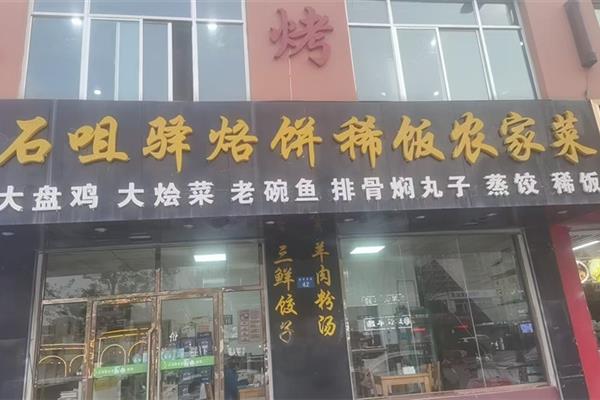 烤
石咀驿烙饼稀饭农家菜
大盘鸡 大烩菜 老碗鱼 排骨焖丸子 蒸饺 稀饭
三鲜饺子
羊肉粉汤
42